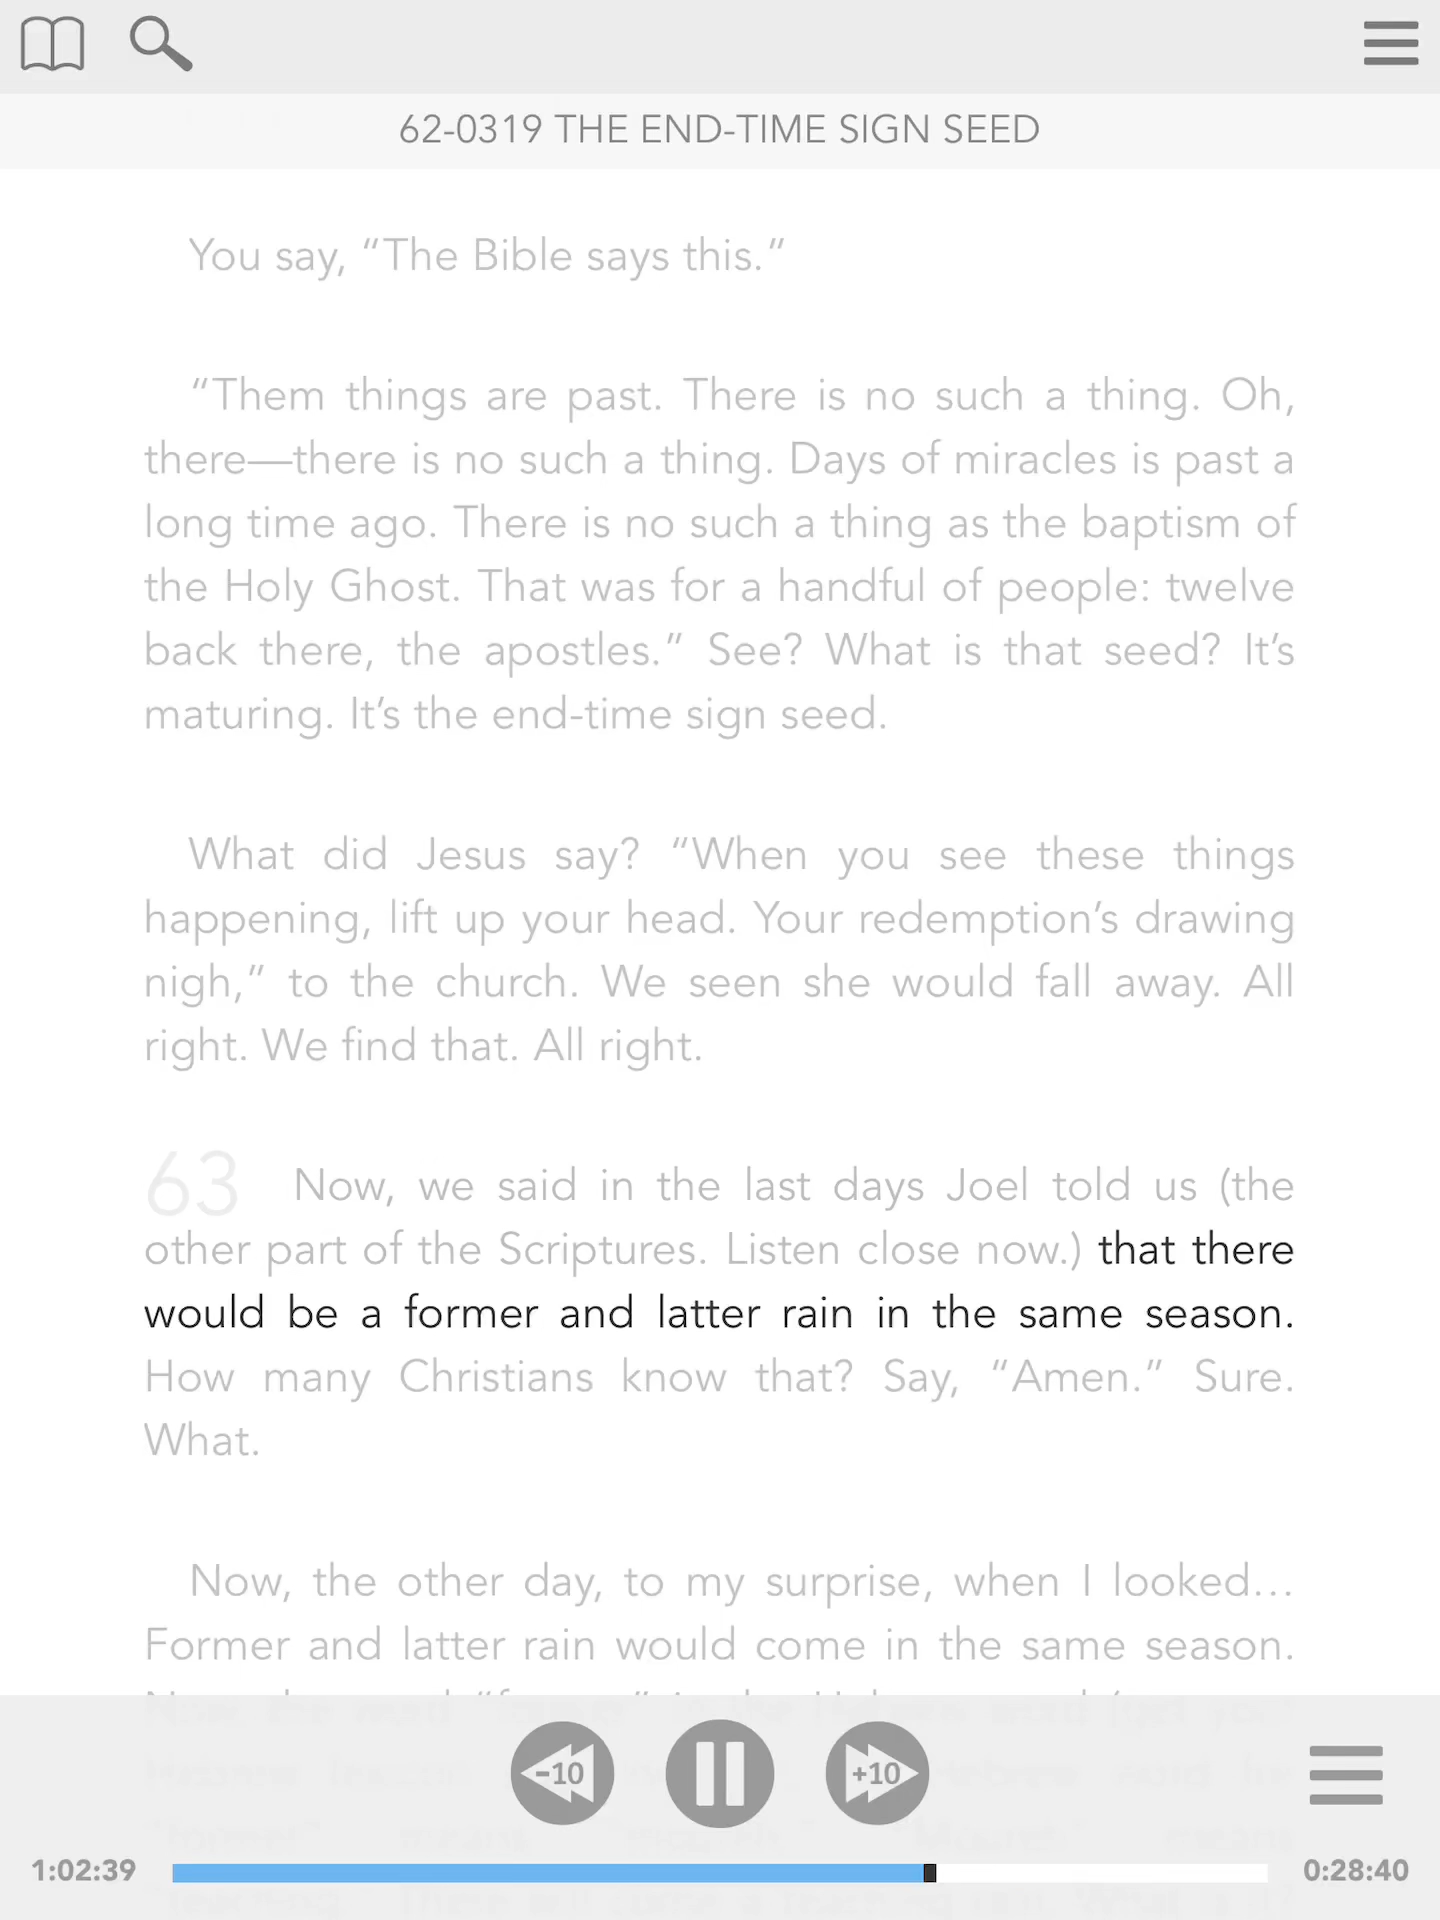 62-0319 THE END-TIME SIGN SEED
You say, “The Bible says this.”
“Them things are past. There is no such a thing. Oh,
there—there is no such a thing. Days of miracles is past a
long time ago. There is no such a thing as the baptism of
the Holy Ghost. That was for a handful of people: twelve
back there, the apostles.” See? What is that seed? It’s
maturing. It’s the end-time sign seed.
What did Jesus say? “When you see these things
happening, lift up your head. Your redemption’s drawing
nigh,” to the church. We seen she would fall away. All
right. We find that. All right.
63 Now, we said in the last days Joel told us (the
other part of the Scriptures. Listen close now.) that there
would be a former and latter rain in the same season.
How many Christians know that? Say, “Amen.” Sure.
What.
Now, the other day, to my surprise, when I looked…
Former and latter rain would come in the same season.
-10 +10
1:02:39 0:28:40